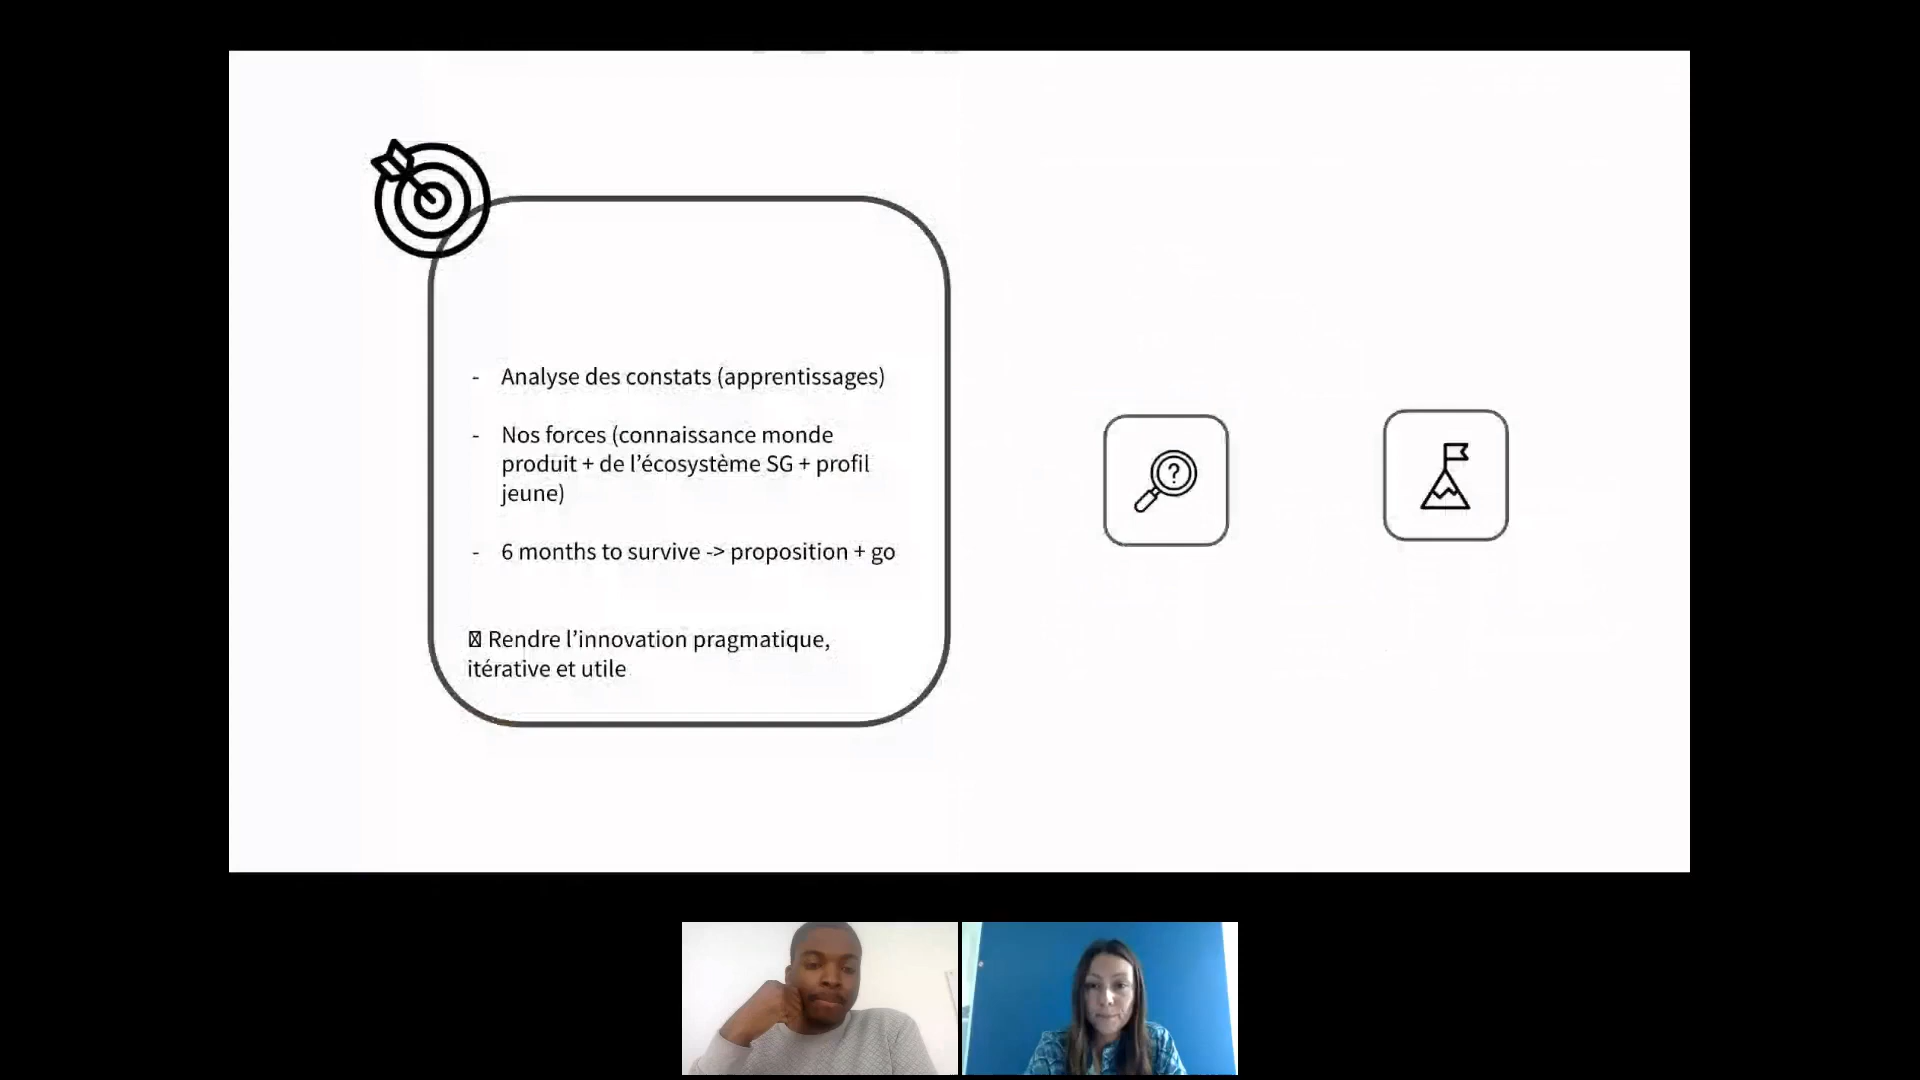 - Analyse des constats (apprentissages)
- Nos forces (connaissance monde
produit + de l’écosystème SG + profil
jeune)
- 6 months to survive -> proposition + go
Rendre l’innovation pragmatique,
itérative et utile
?